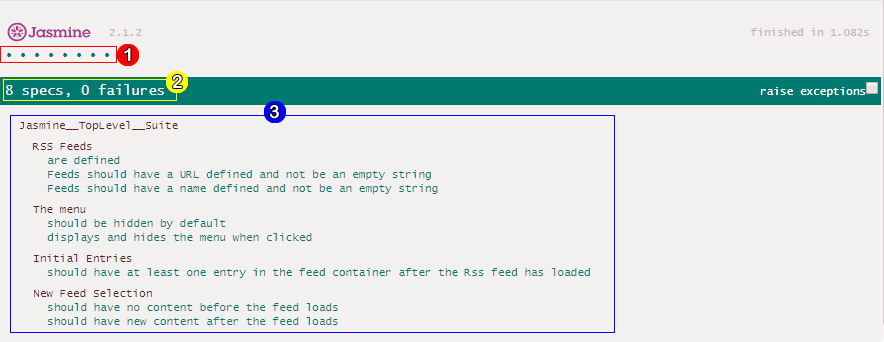 Jasmine 2.1.2 finished in 1.082s
• • • • • • • • 1
8 specs, 0 failures 2 raise exceptions
3
Jasmine__TopLevel__Suite
RSS Feeds
are defined
Feeds should have a URL defined and not be an empty string
Feeds should have a name defined and not be an empty string
The menu
should be hidden by default
displays and hides the menu when clicked
Initial Entries
should have at least one entry in the feed container after the Rss feed has loaded
New Feed Selection
should have no content before the feed loads
should have new content after the feed loads